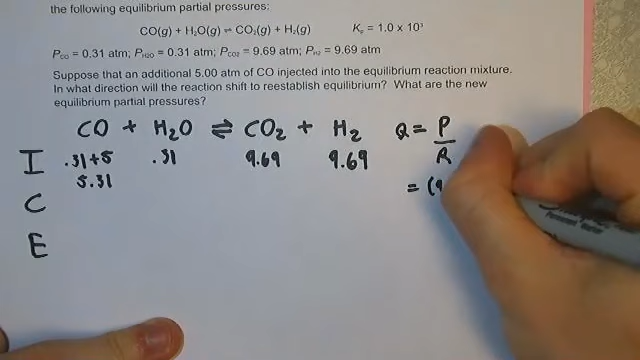 the following equilibrium partial pressures:
CO(g) + H₂O(g) ⇌ CO₂(g) + H₂(g) Kₚ = 1.0 x 10³
P_CO = 0.31 atm; P_H2O = 0.31 atm; P_CO2 = 9.69 atm; P_H2 = 9.69 atm
Suppose that an additional 5.00 atm of CO injected into the equilibrium reaction mixture.
In what direction will the reaction shift to reestablish equilibrium? What are the new
equilibrium partial pressures?
CO + H₂O ⇌ CO₂ + H₂ Q = P/R
I .31+5 .31 9.69 9.69
5.31 = (9
C
E